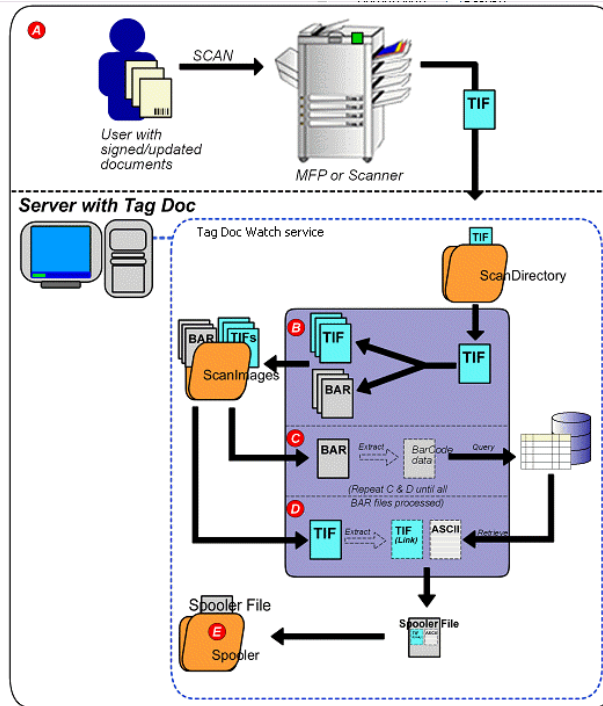 A
SCAN
TIF
User with
signed/updated
documents
MFP or Scanner
Server with Tag Doc
Tag Doc Watch service
TIF
ScanDirectory
B
BAR
TIFs
TIF
TIF
ScanImages
BAR
C
BAR
Extract
BarCode
data
Query
(Repeat C & D until all
BAR files processed)
D
TIF
Extract
TIF
(Link)
ASCII
Retrieve
Spooler File
Spooler File
TIF
ASCII
E
Spooler